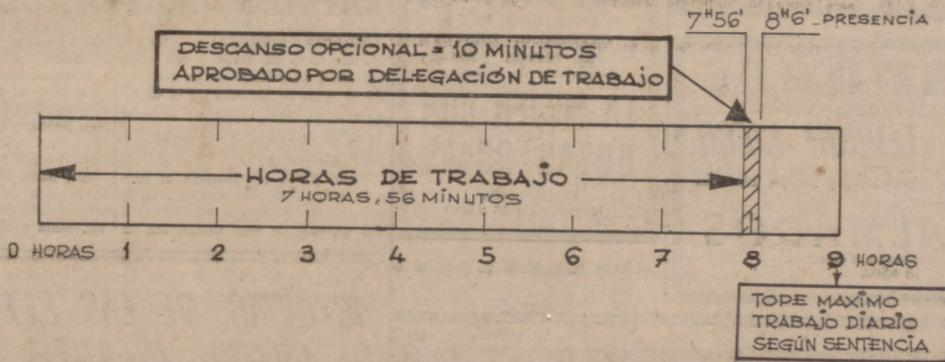 7ᴴ56' 8ᴴ6'-PRESENCIA
DESCANSO OPCIONAL = 10 MINUTOS
APROBADO POR DELEGACIÓN DE TRABAJO
HORAS DE TRABAJO
7 HORAS, 56 MINUTOS
0 HORAS 1 2 3 4 5 6 7 8 9 HORAS
TOPE MAXIMO
TRABAJO DIARIO
SEGÚN SENTENCIA